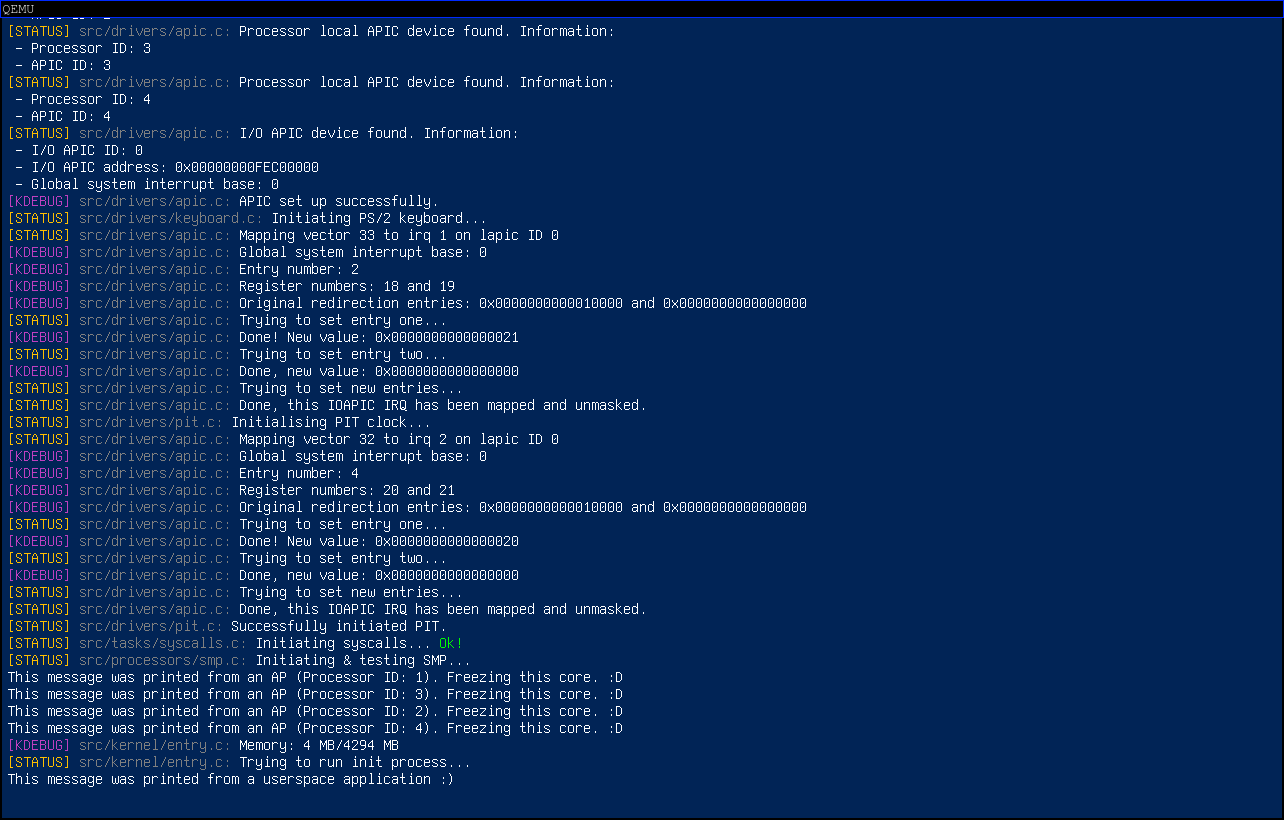 QEMU
[STATUS] src/drivers/apic.c: Processor local APIC device found. Information:
 - Processor ID: 3
 - APIC ID: 3
[STATUS] src/drivers/apic.c: Processor local APIC device found. Information:
 - Processor ID: 4
 - APIC ID: 4
[STATUS] src/drivers/apic.c: I/O APIC device found. Information:
 - I/O APIC ID: 0
 - I/O APIC address: 0x00000000FEC00000
 - Global system interrupt base: 0
[KDEBUG] src/drivers/apic.c: APIC set up successfully.
[STATUS] src/drivers/keyboard.c: Initiating PS/2 keyboard...
[STATUS] src/drivers/apic.c: Mapping vector 33 to irq 1 on lapic ID 0
[KDEBUG] src/drivers/apic.c: Global system interrupt base: 0
[KDEBUG] src/drivers/apic.c: Entry number: 2
[KDEBUG] src/drivers/apic.c: Register numbers: 18 and 19
[KDEBUG] src/drivers/apic.c: Original redirection entries: 0x0000000000010000 and 0x0000000000000000
[STATUS] src/drivers/apic.c: Trying to set entry one...
[KDEBUG] src/drivers/apic.c: Done! New value: 0x0000000000000021
[STATUS] src/drivers/apic.c: Trying to set entry two...
[KDEBUG] src/drivers/apic.c: Done, new value: 0x0000000000000000
[STATUS] src/drivers/apic.c: Trying to set new entries...
[STATUS] src/drivers/apic.c: Done, this IOAPIC IRQ has been mapped and unmasked.
[STATUS] src/drivers/pit.c: Initialising PIT clock...
[STATUS] src/drivers/apic.c: Mapping vector 32 to irq 2 on lapic ID 0
[KDEBUG] src/drivers/apic.c: Global system interrupt base: 0
[KDEBUG] src/drivers/apic.c: Entry number: 4
[KDEBUG] src/drivers/apic.c: Register numbers: 20 and 21
[KDEBUG] src/drivers/apic.c: Original redirection entries: 0x0000000000010000 and 0x0000000000000000
[STATUS] src/drivers/apic.c: Trying to set entry one...
[KDEBUG] src/drivers/apic.c: Done! New value: 0x0000000000000020
[STATUS] src/drivers/apic.c: Trying to set entry two...
[KDEBUG] src/drivers/apic.c: Done, new value: 0x0000000000000000
[STATUS] src/drivers/apic.c: Trying to set new entries...
[STATUS] src/drivers/apic.c: Done, this IOAPIC IRQ has been mapped and unmasked.
[STATUS] src/drivers/pit.c: Successfully initiated PIT.
[STATUS] src/tasks/syscalls.c: Initiating syscalls... Ok!
[STATUS] src/processors/smp.c: Initiating & testing SMP...
This message was printed from an AP (Processor ID: 1). Freezing this core. :D
This message was printed from an AP (Processor ID: 3). Freezing this core. :D
This message was printed from an AP (Processor ID: 2). Freezing this core. :D
This message was printed from an AP (Processor ID: 4). Freezing this core. :D
[KDEBUG] src/kernel/entry.c: Memory: 4 MB/4294 MB
[STATUS] src/kernel/entry.c: Trying to run init process...
This message was printed from a userspace application :)